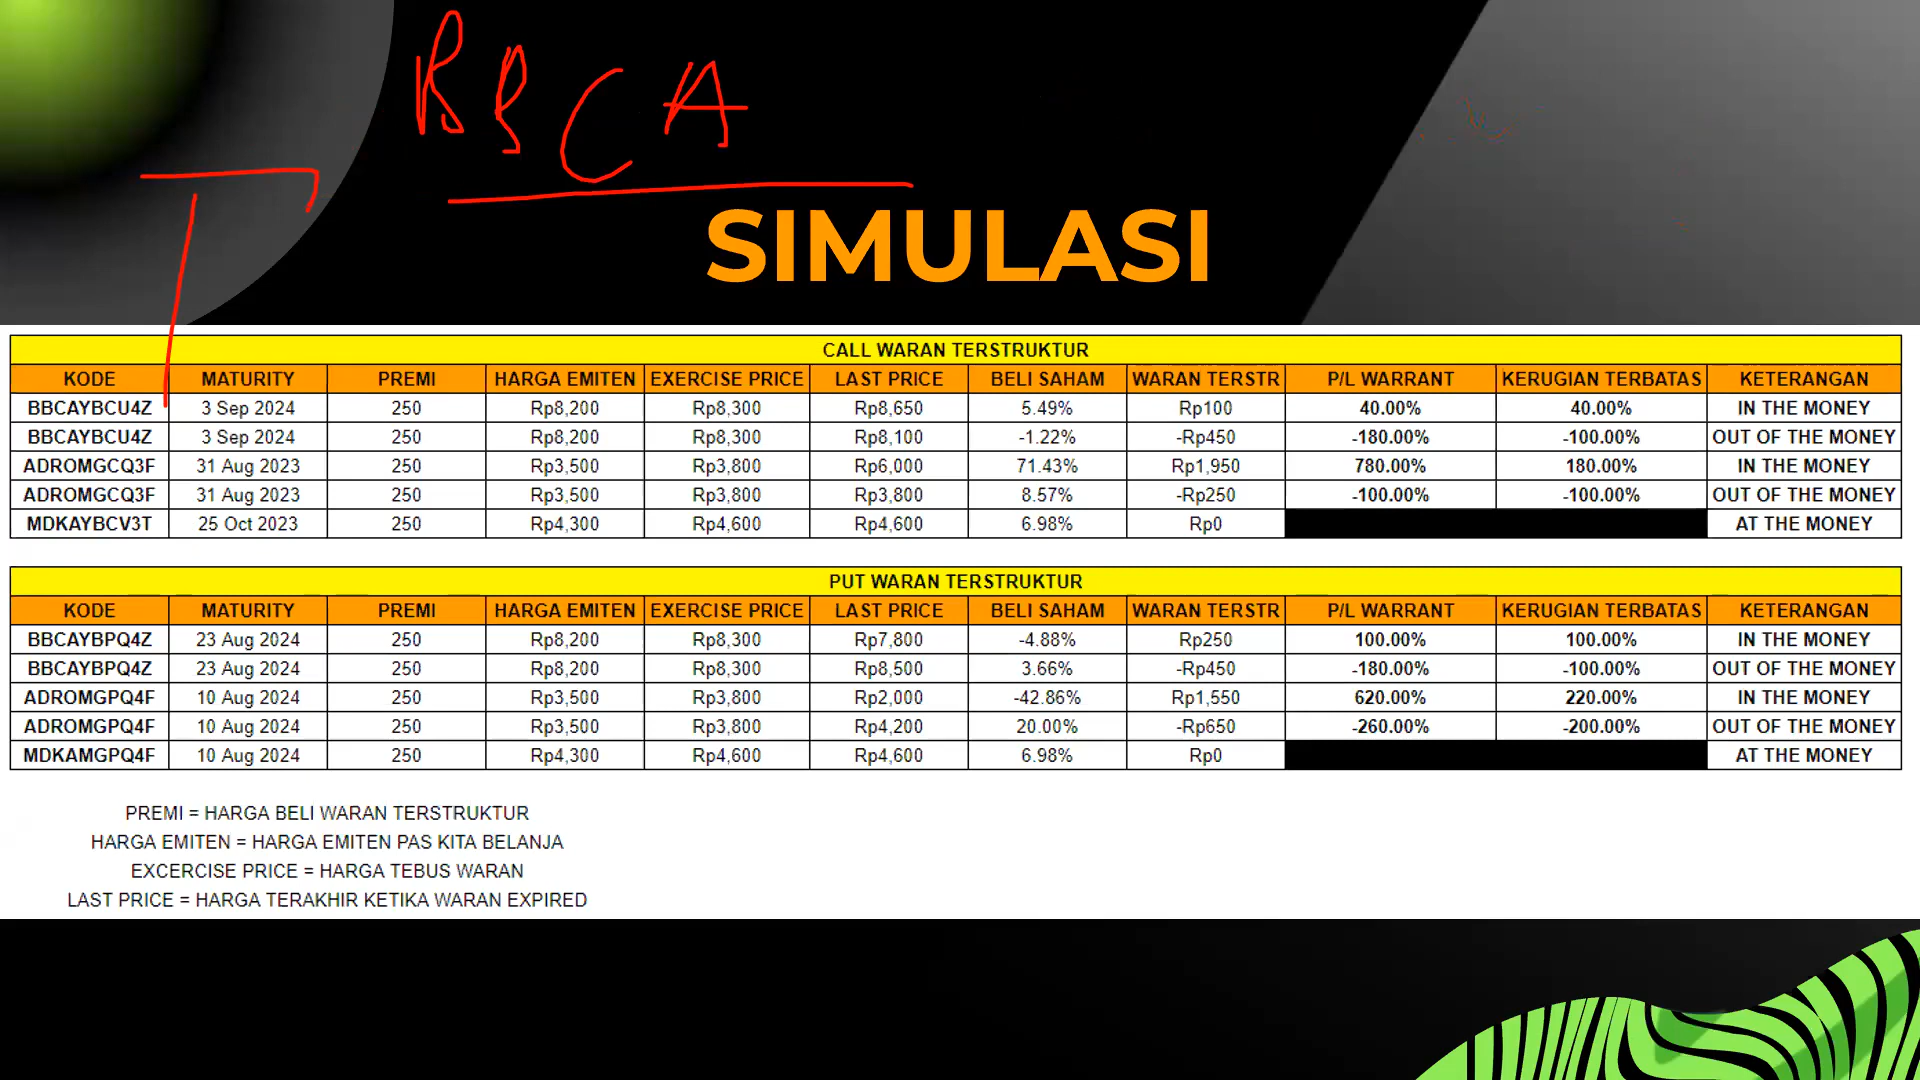 BBCA
SIMULASI
CALL WARAN TERSTRUKTUR
KODE MATURITY PREMI HARGA EMITEN EXERCISE PRICE LAST PRICE BELI SAHAM WARAN TERSTR P/L WARRANT KERUGIAN TERBATAS KETERANGAN
BBCAYBCU4Z 3 Sep 2024 250 Rp8,200 Rp8,300 Rp8,650 5.49% Rp100 40.00% 40.00% IN THE MONEY
BBCAYBCU4Z 3 Sep 2024 250 Rp8,200 Rp8,300 Rp8,100 -1.22% -Rp450 -180.00% -100.00% OUT OF THE MONEY
ADROMGCQ3F 31 Aug 2023 250 Rp3,500 Rp3,800 Rp6,000 71.43% Rp1,950 780.00% 180.00% IN THE MONEY
ADROMGCQ3F 31 Aug 2023 250 Rp3,500 Rp3,800 Rp3,800 8.57% -Rp250 -100.00% -100.00% OUT OF THE MONEY
MDKAYBCV3T 25 Oct 2023 250 Rp4,300 Rp4,600 Rp4,600 6.98% Rp0 AT THE MONEY
PUT WARAN TERSTRUKTUR
KODE MATURITY PREMI HARGA EMITEN EXERCISE PRICE LAST PRICE BELI SAHAM WARAN TERSTR P/L WARRANT KERUGIAN TERBATAS KETERANGAN
BBCAYBPQ4Z 23 Aug 2024 250 Rp8,200 Rp8,300 Rp7,800 -4.88% Rp250 100.00% 100.00% IN THE MONEY
BBCAYBPQ4Z 23 Aug 2024 250 Rp8,200 Rp8,300 Rp8,500 3.66% -Rp450 -180.00% -100.00% OUT OF THE MONEY
ADROMGPQ4F 10 Aug 2024 250 Rp3,500 Rp3,800 Rp2,000 -42.86% Rp1,550 620.00% 220.00% IN THE MONEY
ADROMGPQ4F 10 Aug 2024 250 Rp3,500 Rp3,800 Rp4,200 20.00% -Rp650 -260.00% -200.00% OUT OF THE MONEY
MDKAMGPQ4F 10 Aug 2024 250 Rp4,300 Rp4,600 Rp4,600 6.98% Rp0 AT THE MONEY
PREMI = HARGA BELI WARAN TERSTRUKTUR
HARGA EMITEN = HARGA EMITEN PAS KITA BELANJA
EXCERCISE PRICE = HARGA TEBUS WARAN
LAST PRICE = HARGA TERAKHIR KETIKA WARAN EXPIRED